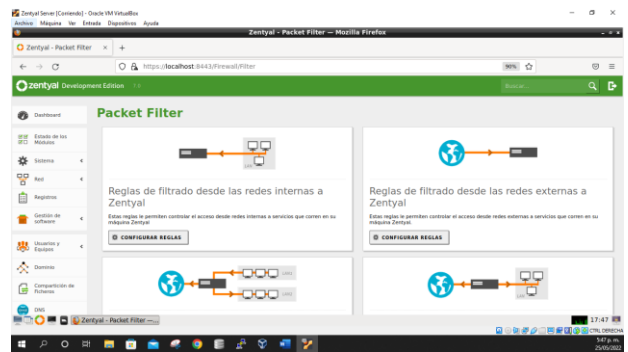 Zentyal Server [Corriendo] - Oracle VM VirtualBox
Archivo Máquina Ver Entrada Dispositivos Ayuda
Zentyal - Packet Filter — Mozilla Firefox
Zentyal - Packet Filter × +
https://localhost:8443/Firewall/Filter 90%
zentyal Development Edition 7.0 Buscar...
Dashboard
Estado de los Módulos
Sistema
Red
Registros
Gestión de software
Usuarios y Equipos
Dominio
Compartición de Ficheros
DNS
Packet Filter
Reglas de filtrado desde las redes internas a
Zentyal
Estas reglas le permiten controlar el acceso desde redes internas a servicios que corren en su
máquina Zentyal.
CONFIGURAR REGLAS
Reglas de filtrado desde las redes externas a
Zentyal
Estas reglas le permiten controlar el acceso desde redes externas a servicios que corren en su
máquina Zentyal.
CONFIGURAR REGLAS
Zentyal - Packet Filter —...
17:47
CTRL DERECHA
5:47 p. m.
25/05/2022